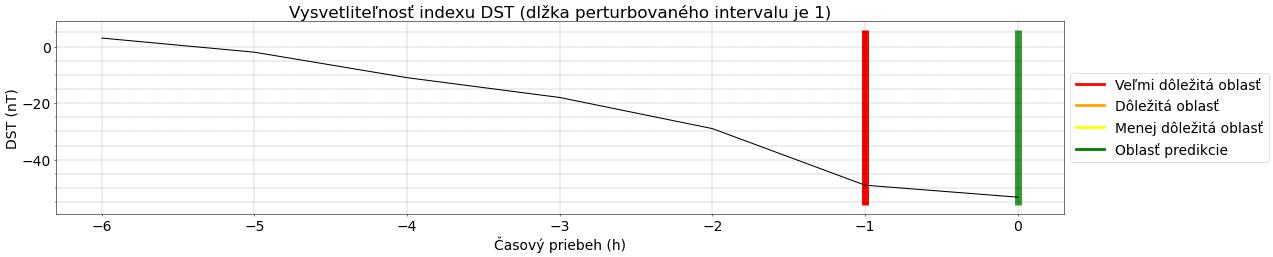 Vysvetliteľnosť indexu DST (dĺžka perturbovaného intervalu je 1)
DST (nT)
0
−20
−40
−6 −5 −4 −3 −2 −1 0
Časový priebeh (h)
Veľmi dôležitá oblasť
Dôležitá oblasť
Menej dôležitá oblasť
Oblasť predikcie